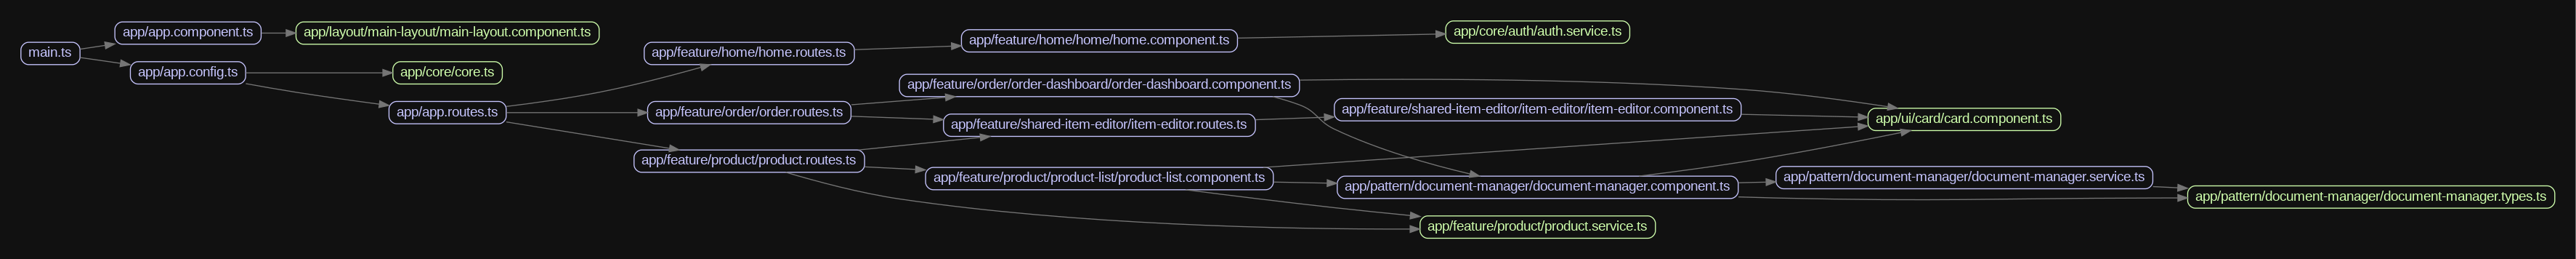 main.ts
app/app.component.ts
app/layout/main-layout/main-layout.component.ts
app/app.config.ts
app/core/core.ts
app/app.routes.ts
app/feature/home/home.routes.ts
app/feature/home/home/home.component.ts
app/core/auth/auth.service.ts
app/feature/order/order-dashboard/order-dashboard.component.ts
app/feature/order/order.routes.ts
app/feature/shared-item-editor/item-editor.routes.ts
app/feature/shared-item-editor/item-editor/item-editor.component.ts
app/ui/card/card.component.ts
app/feature/product/product.routes.ts
app/feature/product/product-list/product-list.component.ts
app/pattern/document-manager/document-manager.component.ts
app/pattern/document-manager/document-manager.service.ts
app/pattern/document-manager/document-manager.types.ts
app/feature/product/product.service.ts